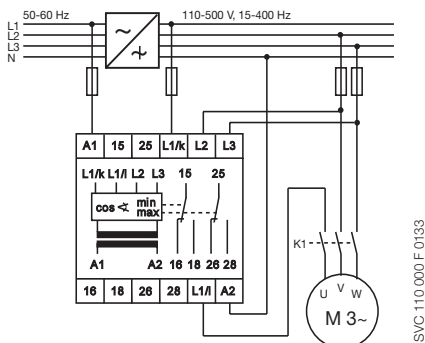 50-60 Hz
110-500 V, 15-400 Hz
L1
L2
L3
N
~
A1 15 25 L1/k L2 L3
L1/k L1/l L2 L3 15 25
cos ∢ min
max
A1 A2 16 18 26 28
16 18 26 28 L1/l A2
K1
U V W
M 3~
SVC 110 000 F 0133